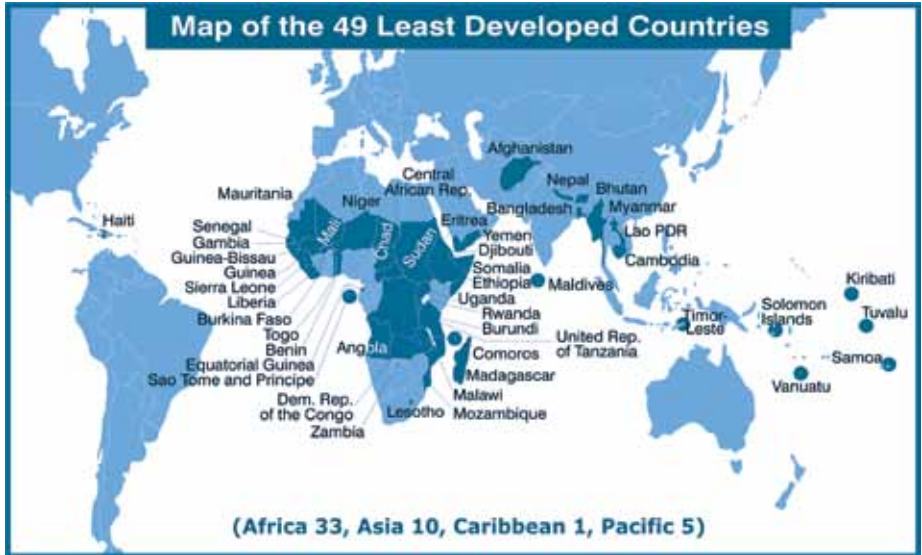 Map of the 49 Least Developed Countries
Afghanistan
Nepal
Bhutan
Bangladesh
Myanmar
Lao PDR
Cambodia
Maldives
Haiti
Mauritania
Mali
Niger
Chad
Central
African Rep.
Sudan
Eritrea
Yemen
Djibouti
Somalia
Ethiopia
Uganda
Rwanda
Burundi
United Rep.
of Tanzania
Comoros
Madagascar
Malawi
Mozambique
Senegal
Gambia
Guinea-Bissau
Guinea
Sierra Leone
Liberia
Burkina Faso
Togo
Benin
Equatorial Guinea
Sao Tome and Principe
Angola
Dem. Rep.
of the Congo
Zambia
Lesotho
Timor-
Leste
Solomon
Islands
Kiribati
Tuvalu
Samoa
Vanuatu
(Africa 33, Asia 10, Caribbean 1, Pacific 5)